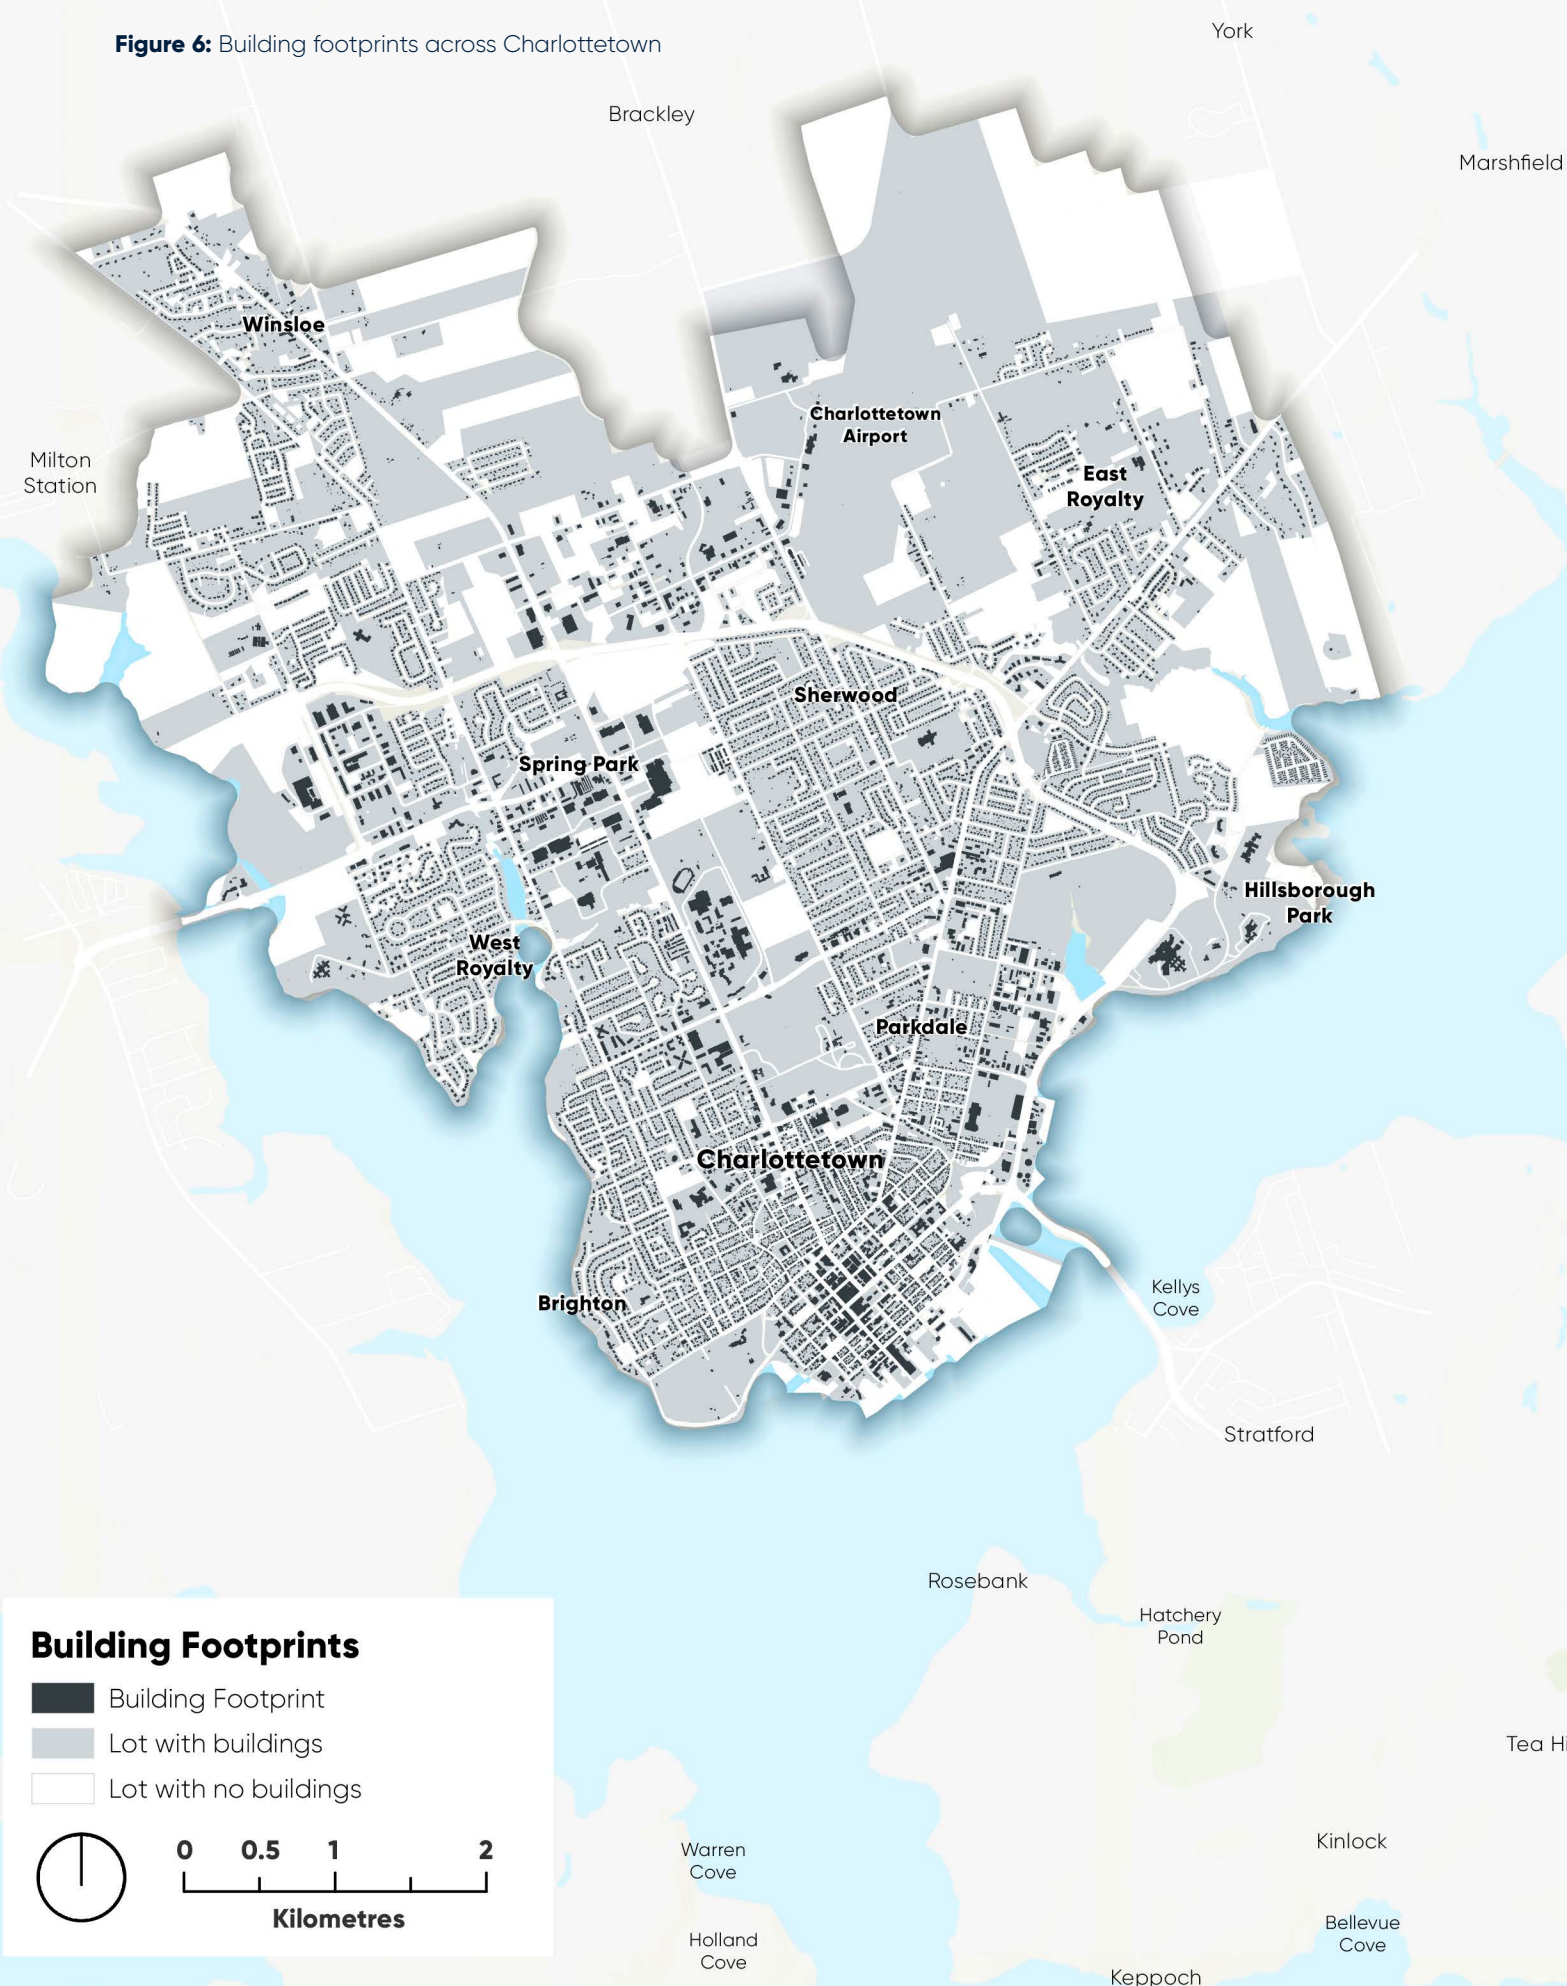 Figure 6: Building footprints across Charlottetown
York
Brackley
Marshfield
Winsloe
Charlottetown
Airport
Milton
Station
East
Royalty
Sherwood
Spring Park
Hillsborough
Park
West
Royalty
Parkdale
Charlottetown
Kellys
Cove
Brighton
Stratford
Rosebank
Hatchery
Pond
Building Footprints
Building Footprint
Lot with buildings
Lot with no buildings
0 0.5 1 2
Kilometres
Tea Hi
Warren
Cove
Kinlock
Holland
Cove
Bellevue
Cove
Keppoch